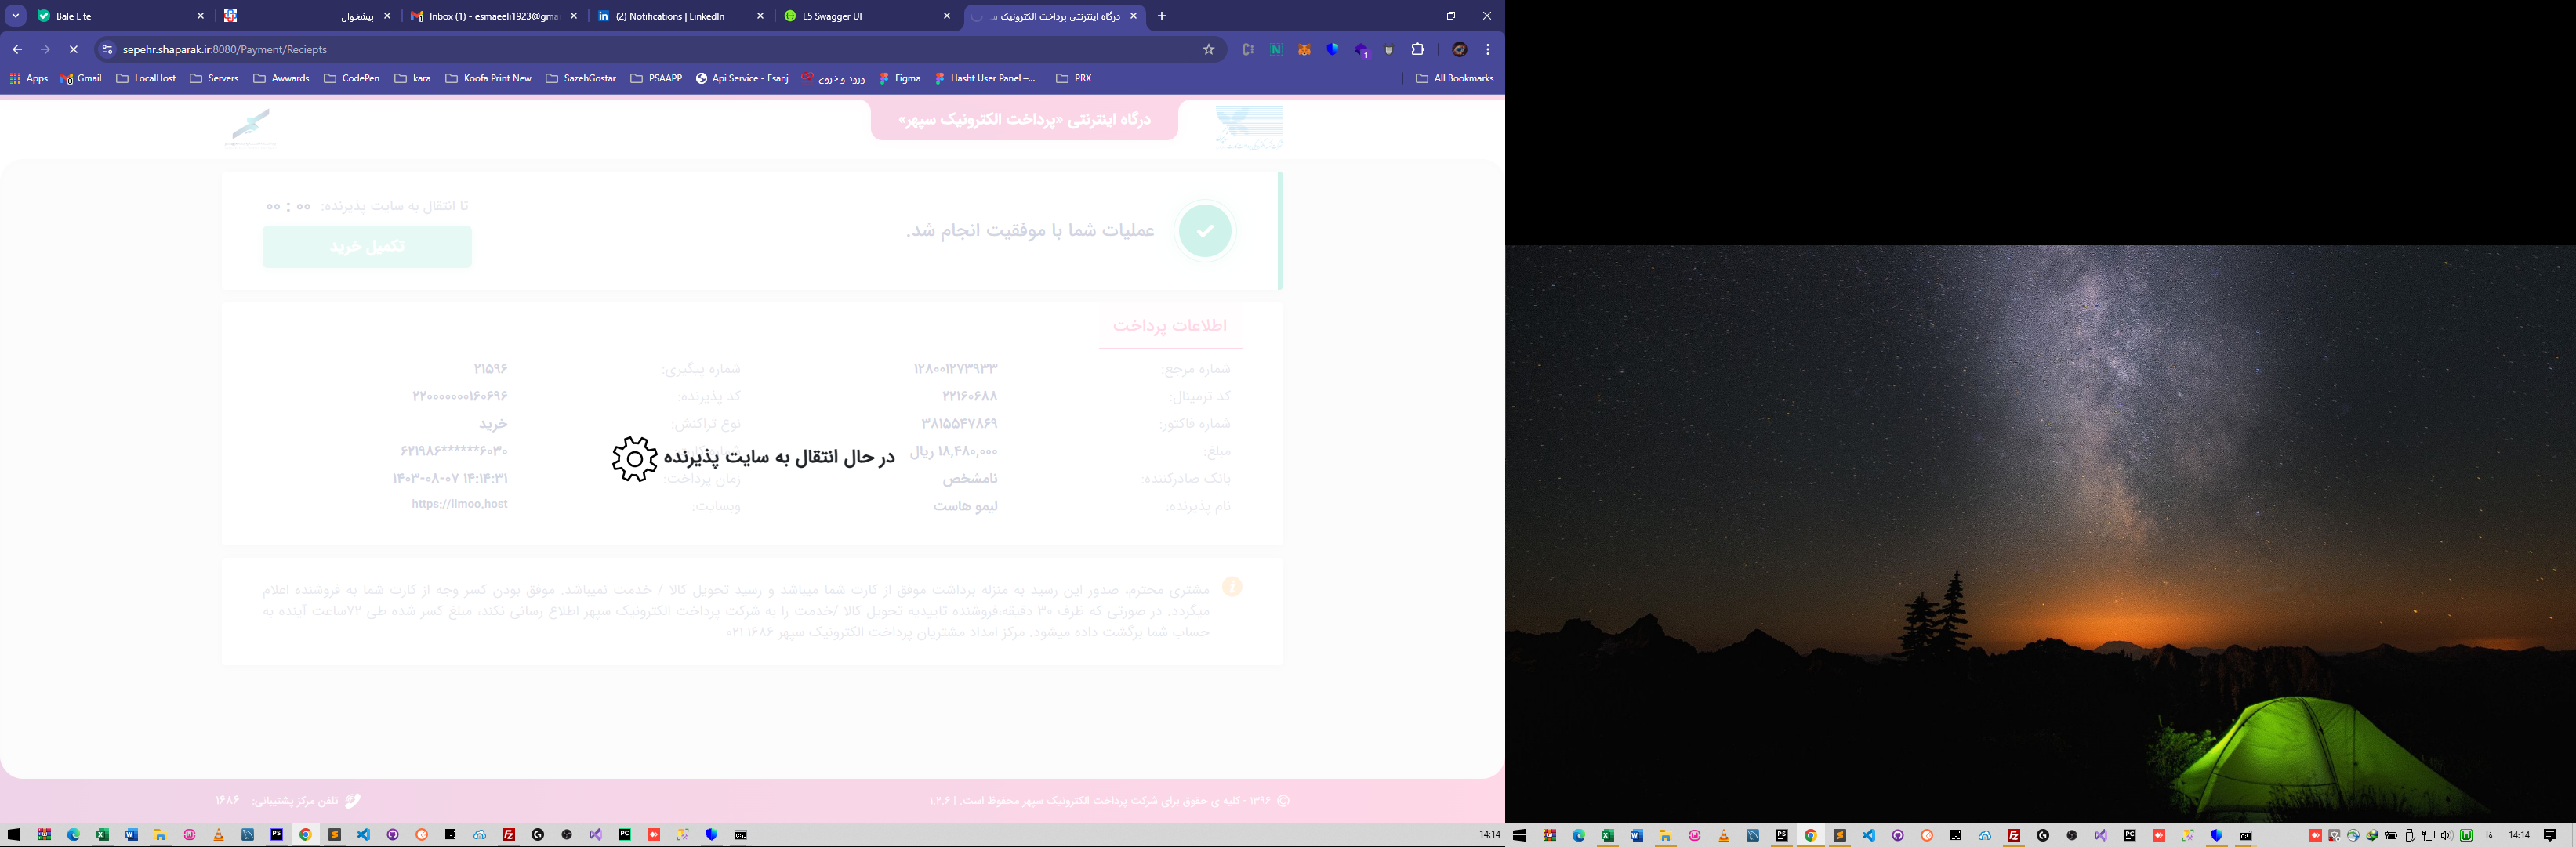 Bale Lite
پیشخوان
Inbox (1) - esmaeeli1923@gma
(2) Notifications | LinkedIn
L5 Swagger UI
درگاه اینترنتی پرداخت الکترونیک س
sepehr.shaparak.ir:8080/Payment/Reciepts
Apps
Gmail
LocalHost
Servers
Awwards
CodePen
kara
Koofa Print New
SazehGostar
PSAAPP
Api Service - Esanj
ورود و خروج
Figma
Hasht User Panel –...
PRX
All Bookmarks
درگاه اینترنتی «پرداخت الکترونیک سپهر»
عملیات شما با موفقیت انجام شد.
تا انتقال به سایت پذیرنده: ۰۰ : ۰۰
تکمیل خرید
اطلاعات پرداخت
شماره مرجع: ۱۲۸۰۰۱۲۷۳۹۳۳
شماره پیگیری: ۲۱۵۹۶
کد ترمینال: ۲۲۱۶۰۶۸۸
کد پذیرنده: ۲۲۰۰۰۰۰۰۰۱۶۰۶۹۶
شماره فاکتور: ۳۸۱۵۵۴۷۸۶۹
نوع تراکنش: خرید
مبلغ: ۱۸,۴۸۰,۰۰۰ ریال
۶۲۱۹۸۶******۶۰۳۰
در حال انتقال به سایت پذیرنده
بانک صادرکننده: نامشخص
زمان پرداخت: ۱۴۰۳-۰۸-۰۷ ۱۴:۱۴:۳۱
نام پذیرنده: لیمو هاست
وبسایت: https://limoo.host
مشتری محترم، صدور این رسید به منزله برداشت موفق از کارت شما میباشد و رسید تحویل کالا / خدمت نمیباشد. موفق بودن کسر وجه از کارت شما به فروشنده اعلام
میگردد. در صورتی که ظرف ۳۰ دقیقه،فروشنده تاییدیه تحویل کالا /خدمت را به شرکت پرداخت الکترونیک سپهر اطلاع رسانی نکند، مبلغ کسر شده طی ۷۲ساعت آینده به
حساب شما برگشت داده میشود. مرکز امداد مشتریان پرداخت الکترونیک سپهر ۱۶۸۶-۰۲۱
© ۱۳۹۶ - کلیه ی حقوق برای شرکت پرداخت الکترونیک سپهر محفوظ است. | ۱.۲.۶
تلفن مرکز پشتیبانی: ۱۶۸۶
14:14
فا
14:14